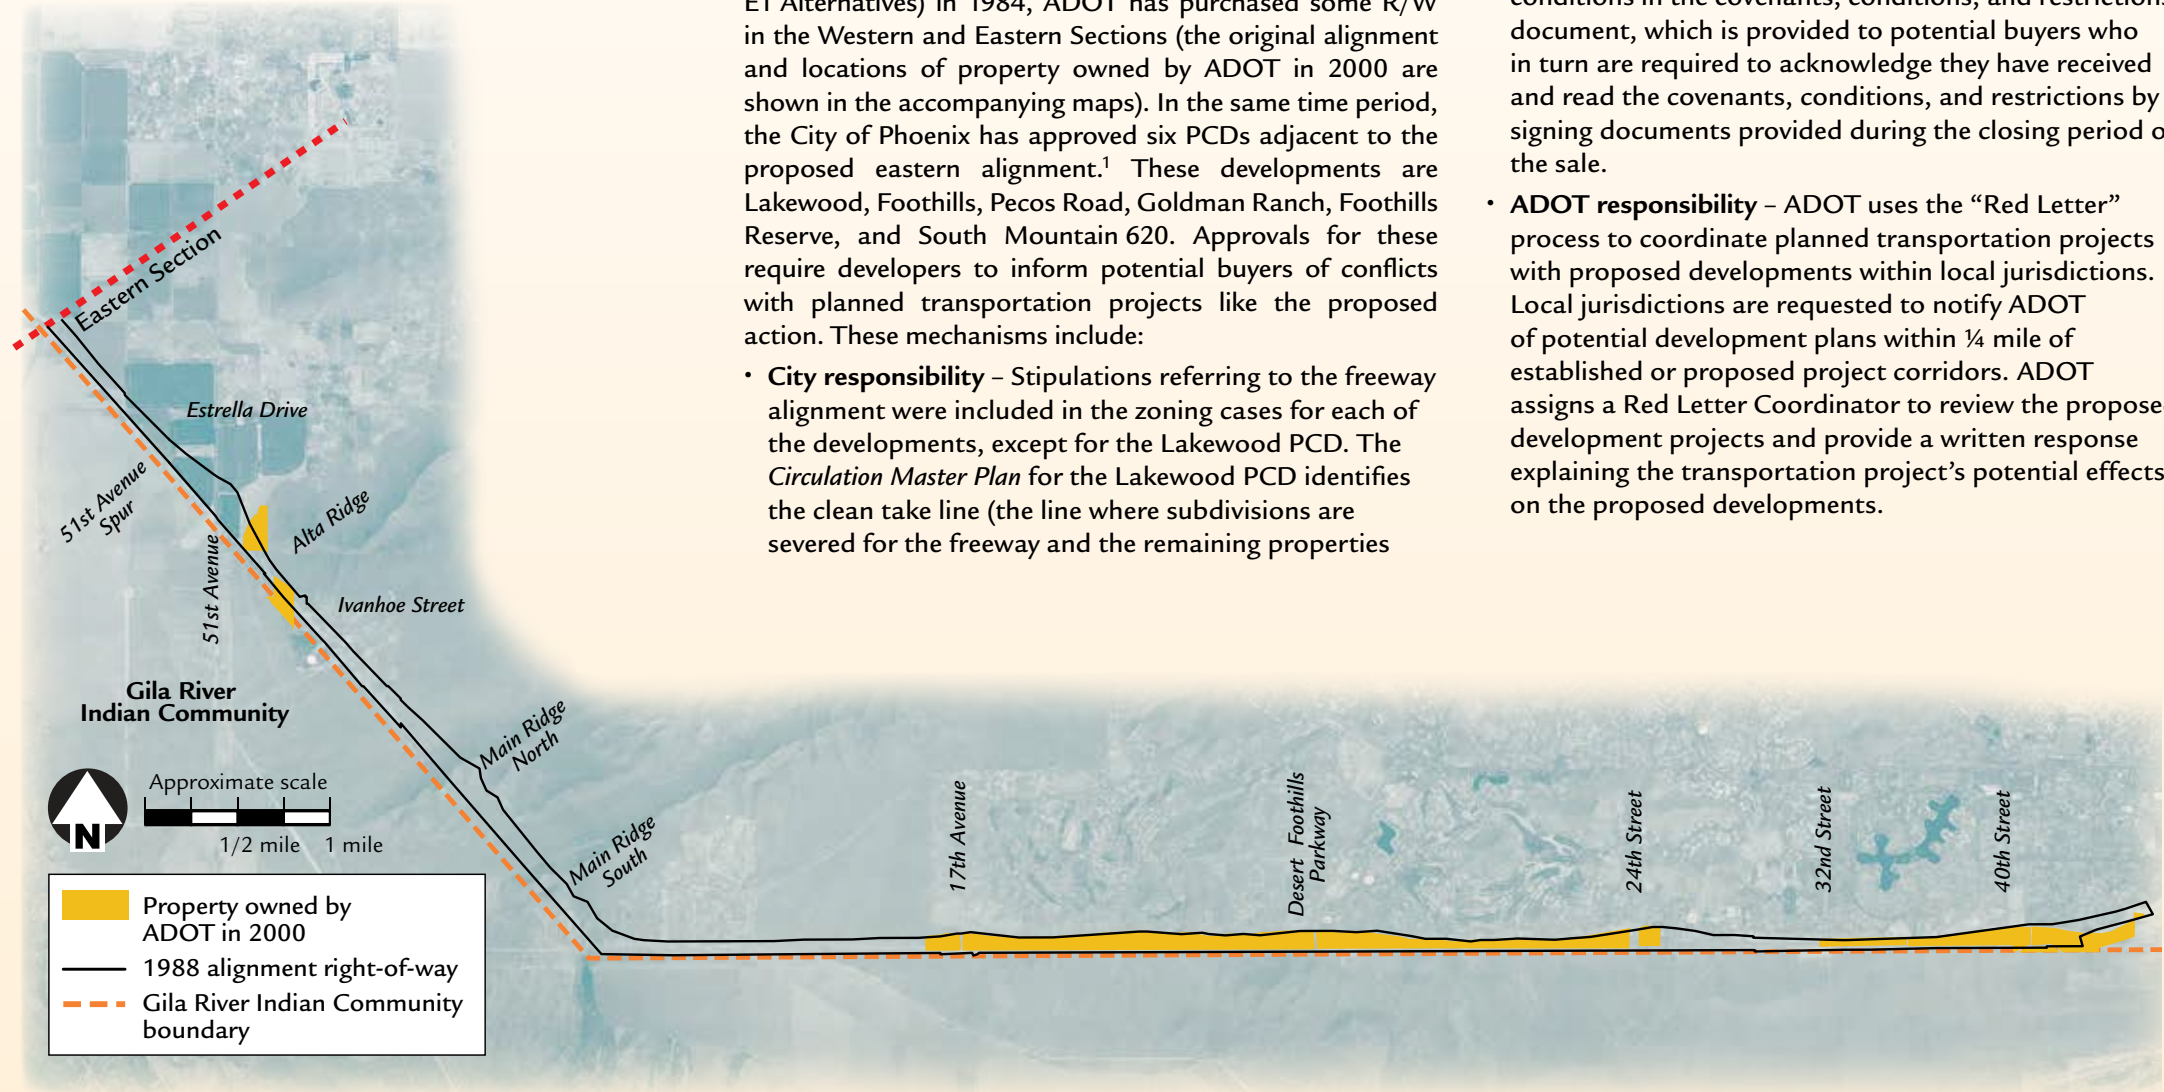 E1 Alternatives) in 1984, ADOT has purchased some R/W
in the Western and Eastern Sections (the original alignment
and locations of property owned by ADOT in 2000 are
shown in the accompanying maps). In the same time period,
the City of Phoenix has approved six PCDs adjacent to the
proposed eastern alignment.1 These developments are
Lakewood, Foothills, Pecos Road, Goldman Ranch, Foothills
Reserve, and South Mountain 620. Approvals for these
require developers to inform potential buyers of conflicts
with planned transportation projects like the proposed
action. These mechanisms include:
• City responsibility – Stipulations referring to the freeway
alignment were included in the zoning cases for each of
the developments, except for the Lakewood PCD. The
Circulation Master Plan for the Lakewood PCD identifies
the clean take line (the line where subdivisions are
severed for the freeway and the remaining properties
conditions in the covenants, conditions, and restrictions
document, which is provided to potential buyers who
in turn are required to acknowledge they have received
and read the covenants, conditions, and restrictions by
signing documents provided during the closing period
the sale.
• ADOT responsibility – ADOT uses the “Red Letter”
process to coordinate planned transportation projects
with proposed developments within local jurisdictions.
Local jurisdictions are requested to notify ADOT
of potential development plans within ¼ mile of
established or proposed project corridors. ADOT
assigns a Red Letter Coordinator to review the propose
development projects and provide a written response
explaining the transportation project’s potential effects
on the proposed developments.
Eastern Section
Estrella Drive
51st Avenue
Spur
Alta Ridge
51st Avenue
Ivanhoe Street
Gila River
Indian Community
Main Ridge
North
Main Ridge
South
17th Avenue
Desert Foothills
Parkway
24th Street
32nd Street
40th Street
N
Approximate scale
1/2 mile 1 mile
Property owned by
ADOT in 2000
1988 alignment right-of-way
Gila River Indian Community
boundary